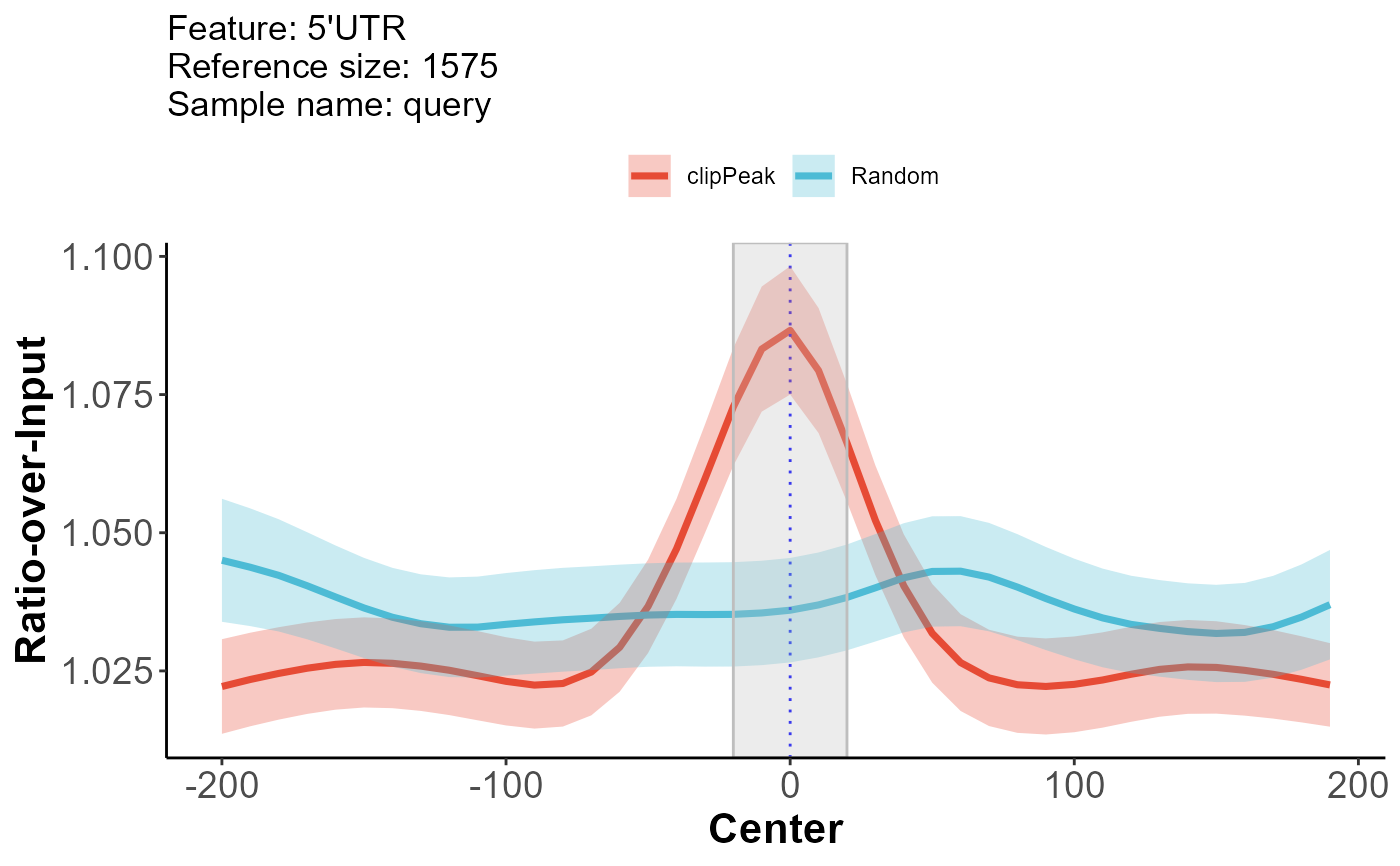 Feature: 5'UTR
Reference size: 1575
Sample name: query
clipPeak
Random
Ratio-over-Input
1.100
1.075
1.050
1.025
-200
-100
0
100
200
Center